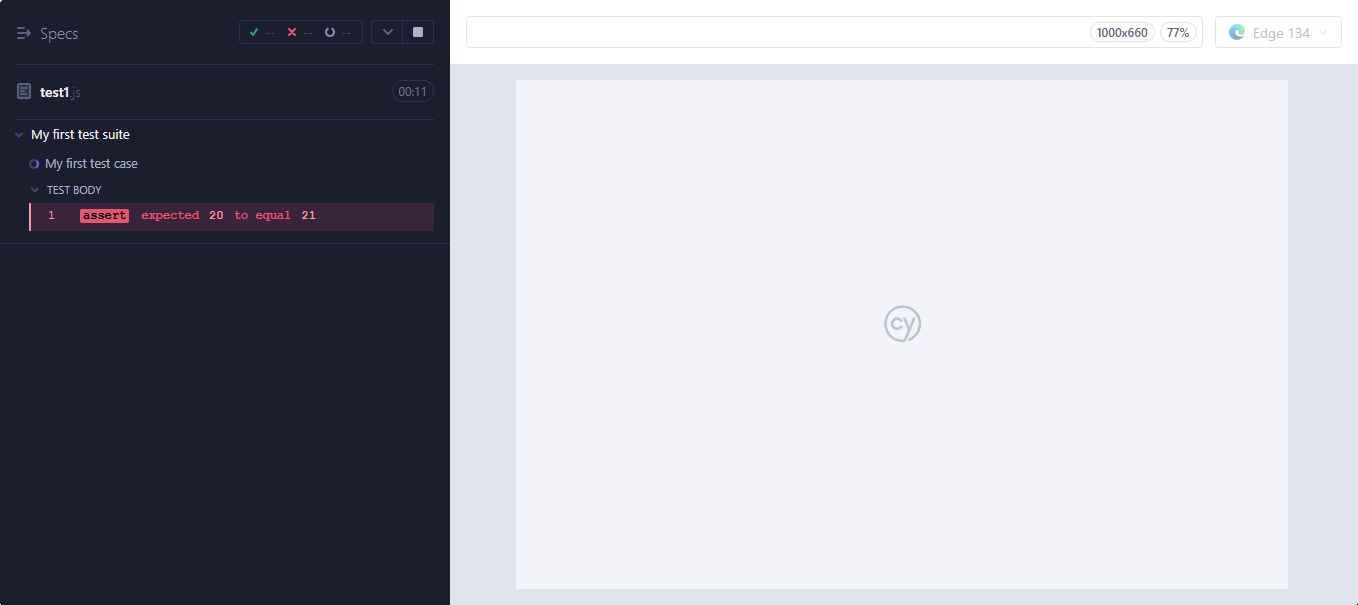 Specs -- -- --
test1.js 00:11
My first test suite
My first test case
TEST BODY
1 assert expected 20 to equal 21
1000x660 77% Edge 134
cy